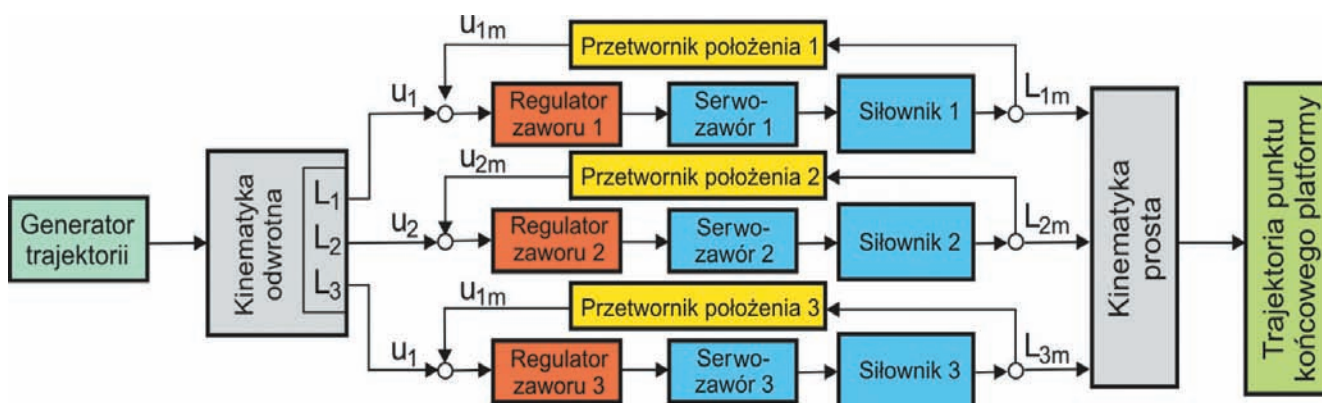 Generator
trajektorii
Kinematyka
odwrotna
L1
L2
L3
u1
u1m
Przetwornik położenia 1
Regulator
zaworu 1
Serwo-
zawór 1
Siłownik 1
L1m
u2
u2m
Przetwornik położenia 2
Regulator
zaworu 2
Serwo-
zawór 2
Siłownik 2
L2m
u1
u1m
Przetwornik położenia 3
Regulator
zaworu 3
Serwo-
zawór 3
Siłownik 3
L3m
Kinematyka
prosta
Trajektoria punktu
końcowego platformy